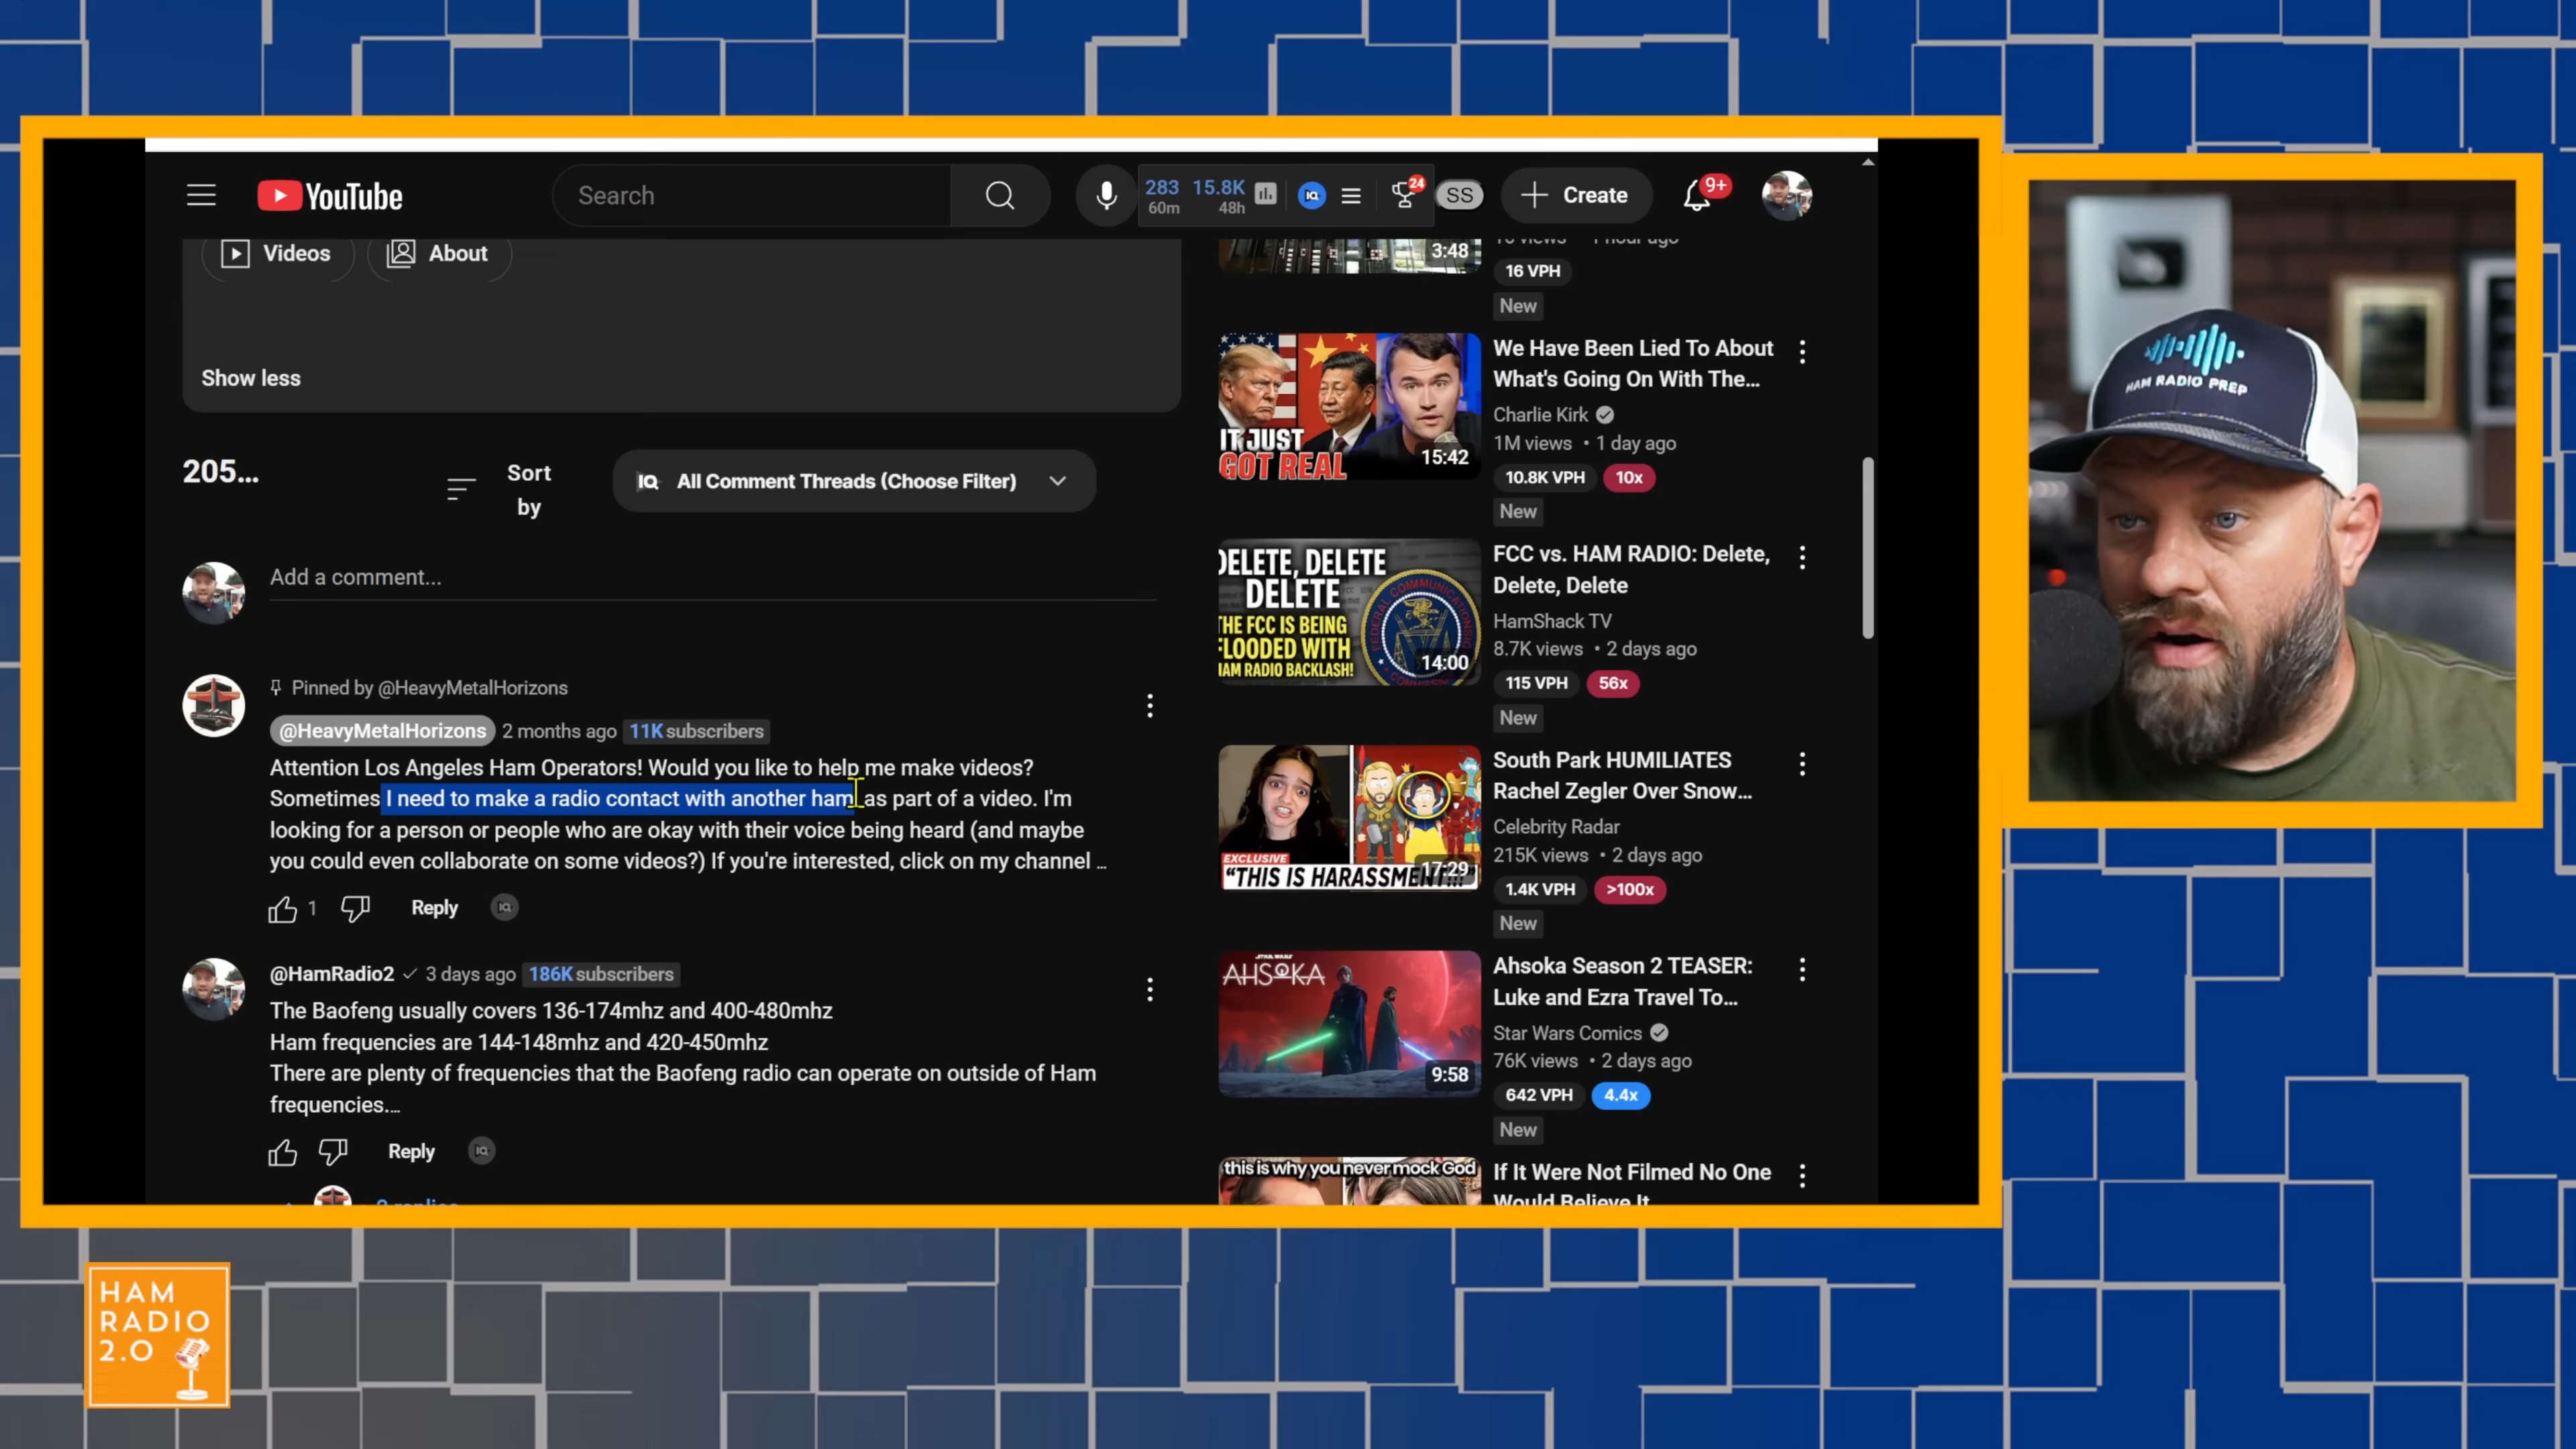 YouTube
Search
283 60m
15.8K 48h
IQ
24
SS
Create
9+
Videos
About
Show less
205...
Sort
by
IQ All Comment Threads (Choose Filter)
Add a comment...
Pinned by @HeavyMetalHorizons
@HeavyMetalHorizons 2 months ago 11K subscribers
Attention Los Angeles Ham Operators! Would you like to help me make videos?
Sometimes I need to make a radio contact with another ham as part of a video. I'm
looking for a person or people who are okay with their voice being heard (and maybe
you could even collaborate on some videos?) If you're interested, click on my channel ...
1 Reply IQ
@HamRadio2 3 days ago 186K subscribers
The Baofeng usually covers 136-174mhz and 400-480mhz
Ham frequencies are 144-148mhz and 420-450mhz
There are plenty of frequencies that the Baofeng radio can operate on outside of Ham
frequencies...
Reply IQ
3:48
16 VPH
New
IT JUST
GOT REAL
15:42
We Have Been Lied To About
What's Going On With The...
Charlie Kirk
1M views • 1 day ago
10.8K VPH 10x
New
DELETE, DELETE
DELETE
THE FCC IS BEING
FLOODED WITH
HAM RADIO BACKLASH!
14:00
FCC vs. HAM RADIO: Delete,
Delete, Delete
HamShack TV
8.7K views • 2 days ago
115 VPH 56x
New
EXCLUSIVE
"THIS IS HARASSMENT
17:29
South Park HUMILIATES
Rachel Zegler Over Snow...
Celebrity Radar
215K views • 2 days ago
1.4K VPH >100x
New
STAR WARS
AHSOKA
9:58
Ahsoka Season 2 TEASER:
Luke and Ezra Travel To...
Star Wars Comics
76K views • 2 days ago
642 VPH 4.4x
New
this is why you never mock God
If It Were Not Filmed No One
Would Believe It
HAM RADIO PREP
HAM
RADIO
2.0